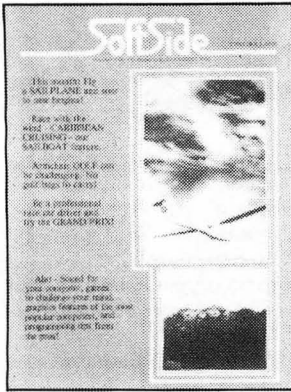 SoftSide
This month: Fly
a SAILPLANE and soar
to new heights!
Race with the
wind - CARIBBEAN
CRUISING - our
SAILBOAT feature.
Armchair GOLF can
be challenging. No
golf bags to carry!
Be a professional
race car driver and
try the GRAND PRIX!
Also - Sound for
your computer, games
to challenge your mind,
graphics features of the most
popular computers, and
programming tips from
the pros!